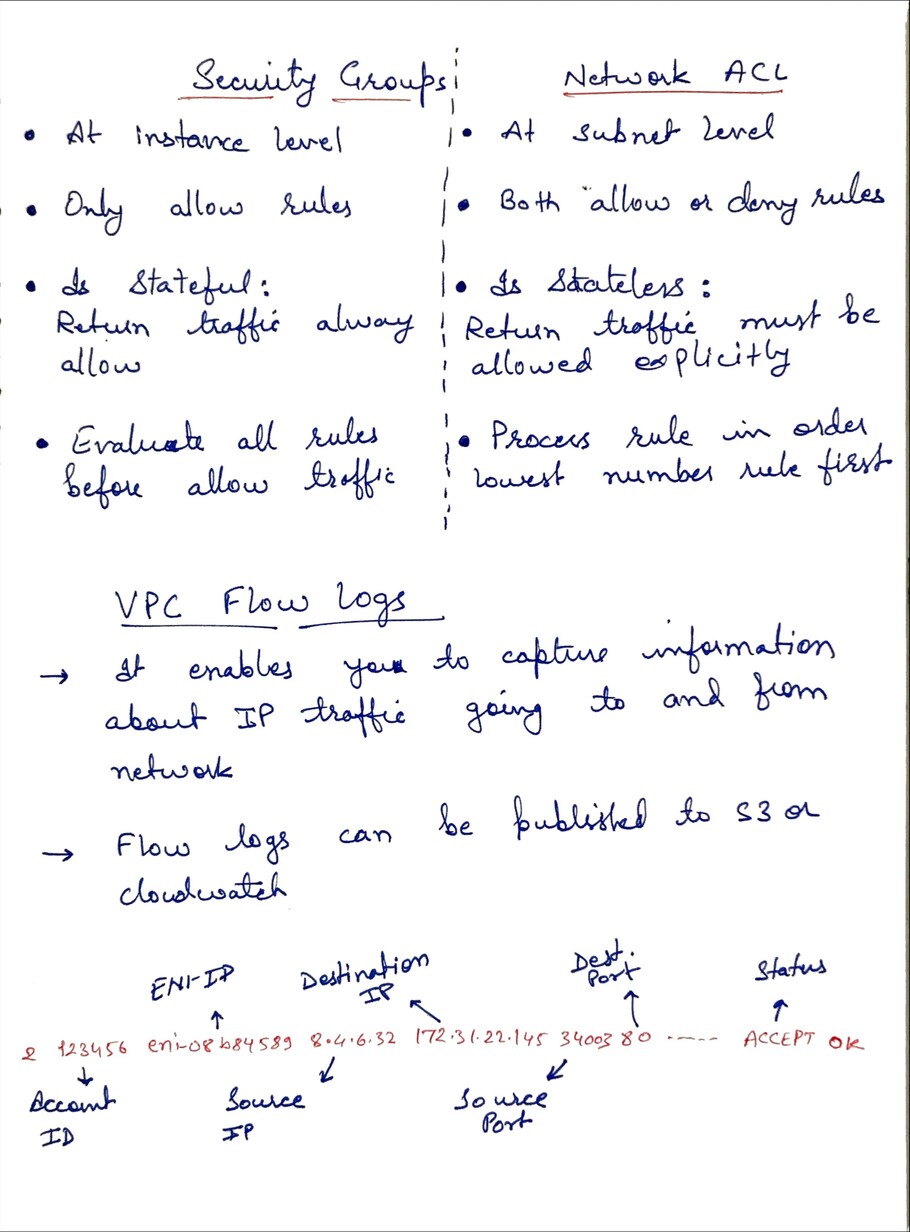 Security Groups
• At instance level
• Only allow rules
• Is Stateful:
Return traffic alway
allow
• Evaluate all rules
before allow traffic
Network ACL
• At subnet level
• Both allow or deny rules
• Is Stateless:
Return traffic must be
allowed explicitly
• Process rule in order
lowest number rule first
VPC Flow logs
→ It enables you to capture information
about IP traffic going to and from
network
→ Flow logs can be published to S3 or
cloudwatch
ENI-ID
Destination
IP
Dest.
Port
Status
2 123456 eni-08b84589 8.4.6.32 172.31.22.145 34003 80 ----- ACCEPT OK
Account
ID
Source
IP
Source
Port